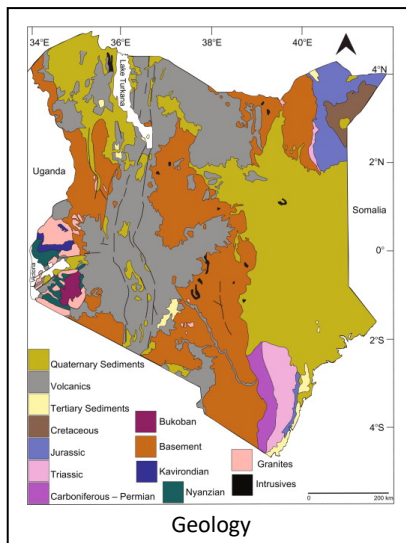 34°E 36°E 38°E 40°E
4°N
Lake Turkana
Uganda
2°N
Somalia
0°
2°S
4°S
Quaternary Sediments
Volcanics
Tertiary Sediments
Cretaceous
Jurassic
Triassic
Carboniferous – Permian
Bukoban
Basement
Kavirondian
Nyanzian
Granites
Intrusives
0 200 km
Geology